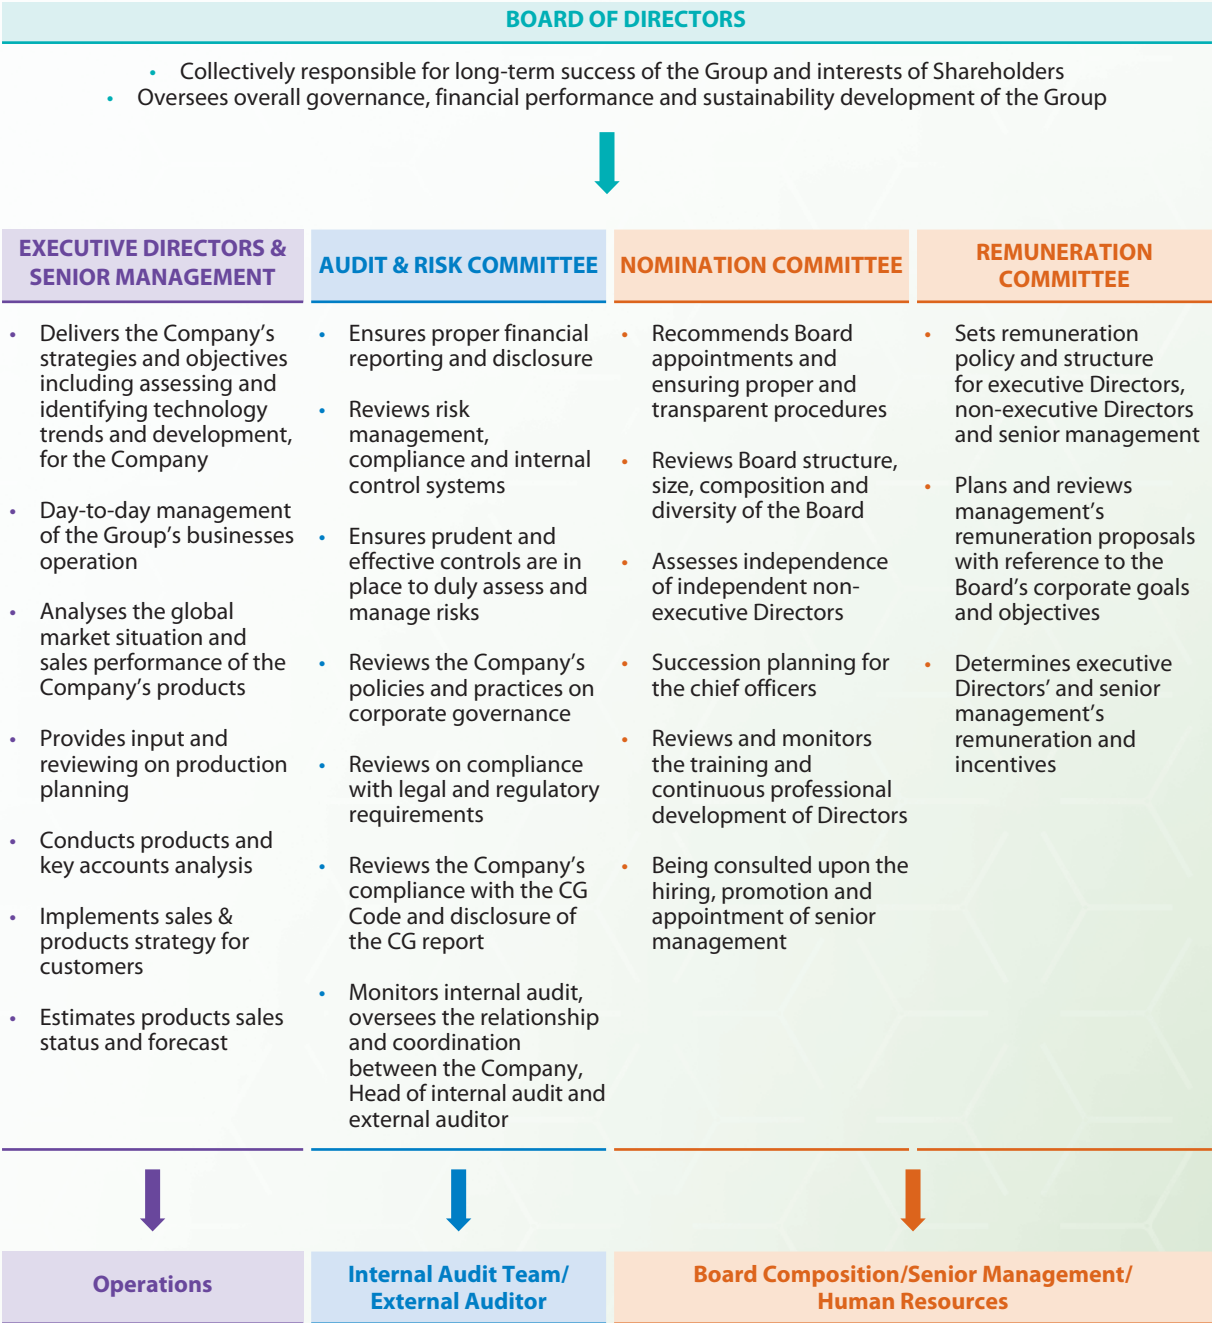 BOARD OF DIRECTORS
• Collectively responsible for long-term success of the Group and interests of Shareholders
• Oversees overall governance, financial performance and sustainability development of the Group
EXECUTIVE DIRECTORS &
SENIOR MANAGEMENT
• Delivers the Company’s
strategies and objectives
including assessing and
identifying technology
trends and development,
for the Company
• Day-to-day management
of the Group’s businesses
operation
• Analyses the global
market situation and
sales performance of the
Company’s products
• Provides input and
reviewing on production
planning
• Conducts products and
key accounts analysis
• Implements sales &
products strategy for
customers
• Estimates products sales
status and forecast
Operations
AUDIT & RISK COMMITTEE
• Ensures proper financial
reporting and disclosure
• Reviews risk
management,
compliance and internal
control systems
• Ensures prudent and
effective controls are in
place to duly assess and
manage risks
• Reviews the Company’s
policies and practices on
corporate governance
• Reviews on compliance
with legal and regulatory
requirements
• Reviews the Company’s
compliance with the CG
Code and disclosure of
the CG report
• Monitors internal audit,
oversees the relationship
and coordination
between the Company,
Head of internal audit and
external auditor
Internal Audit Team/
External Auditor
NOMINATION COMMITTEE
• Recommends Board
appointments and
ensuring proper and
transparent procedures
• Reviews Board structure,
size, composition and
diversity of the Board
• Assesses independence
of independent non-
executive Directors
• Succession planning for
the chief officers
• Reviews and monitors
the training and
continuous professional
development of Directors
• Being consulted upon the
hiring, promotion and
appointment of senior
management
REMUNERATION
COMMITTEE
• Sets remuneration
policy and structure
for executive Directors,
non-executive Directors
and senior management
• Plans and reviews
management’s
remuneration proposals
with reference to the
Board’s corporate goals
and objectives
• Determines executive
Directors’ and senior
management’s
remuneration and
incentives
Board Composition/Senior Management/
Human Resources